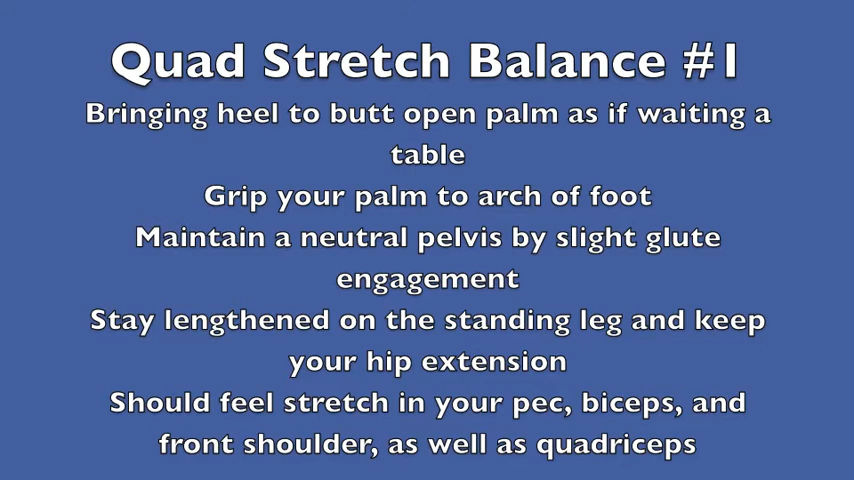 Quad Stretch Balance #1
Bringing heel to butt open palm as if waiting a
table
Grip your palm to arch of foot
Maintain a neutral pelvis by slight glute
engagement
Stay lengthened on the standing leg and keep
your hip extension
Should feel stretch in your pec, biceps, and
front shoulder, as well as quadriceps